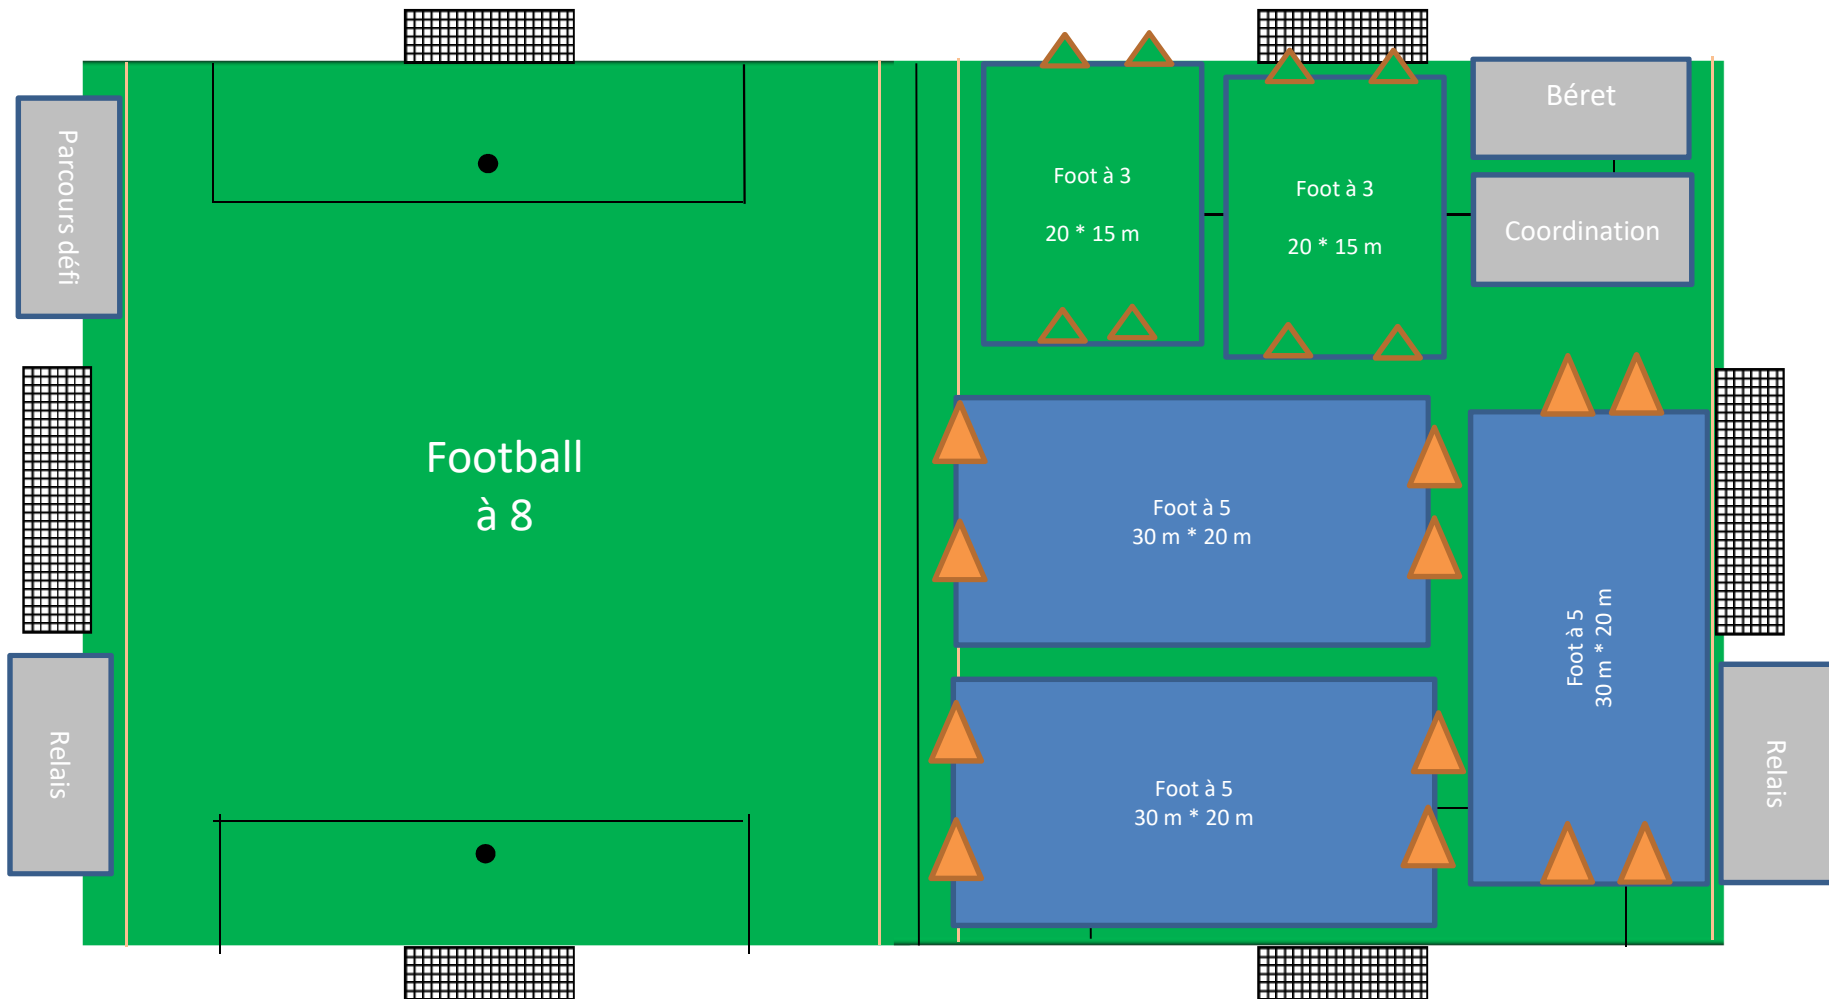 Parcours défi
Relais
Football
à 8
Foot à 3
20 * 15 m
Foot à 3
20 * 15 m
Béret
Coordination
Foot à 5
30 m * 20 m
Foot à 5
30 m * 20 m
Foot à 5
30 m * 20 m
Relais